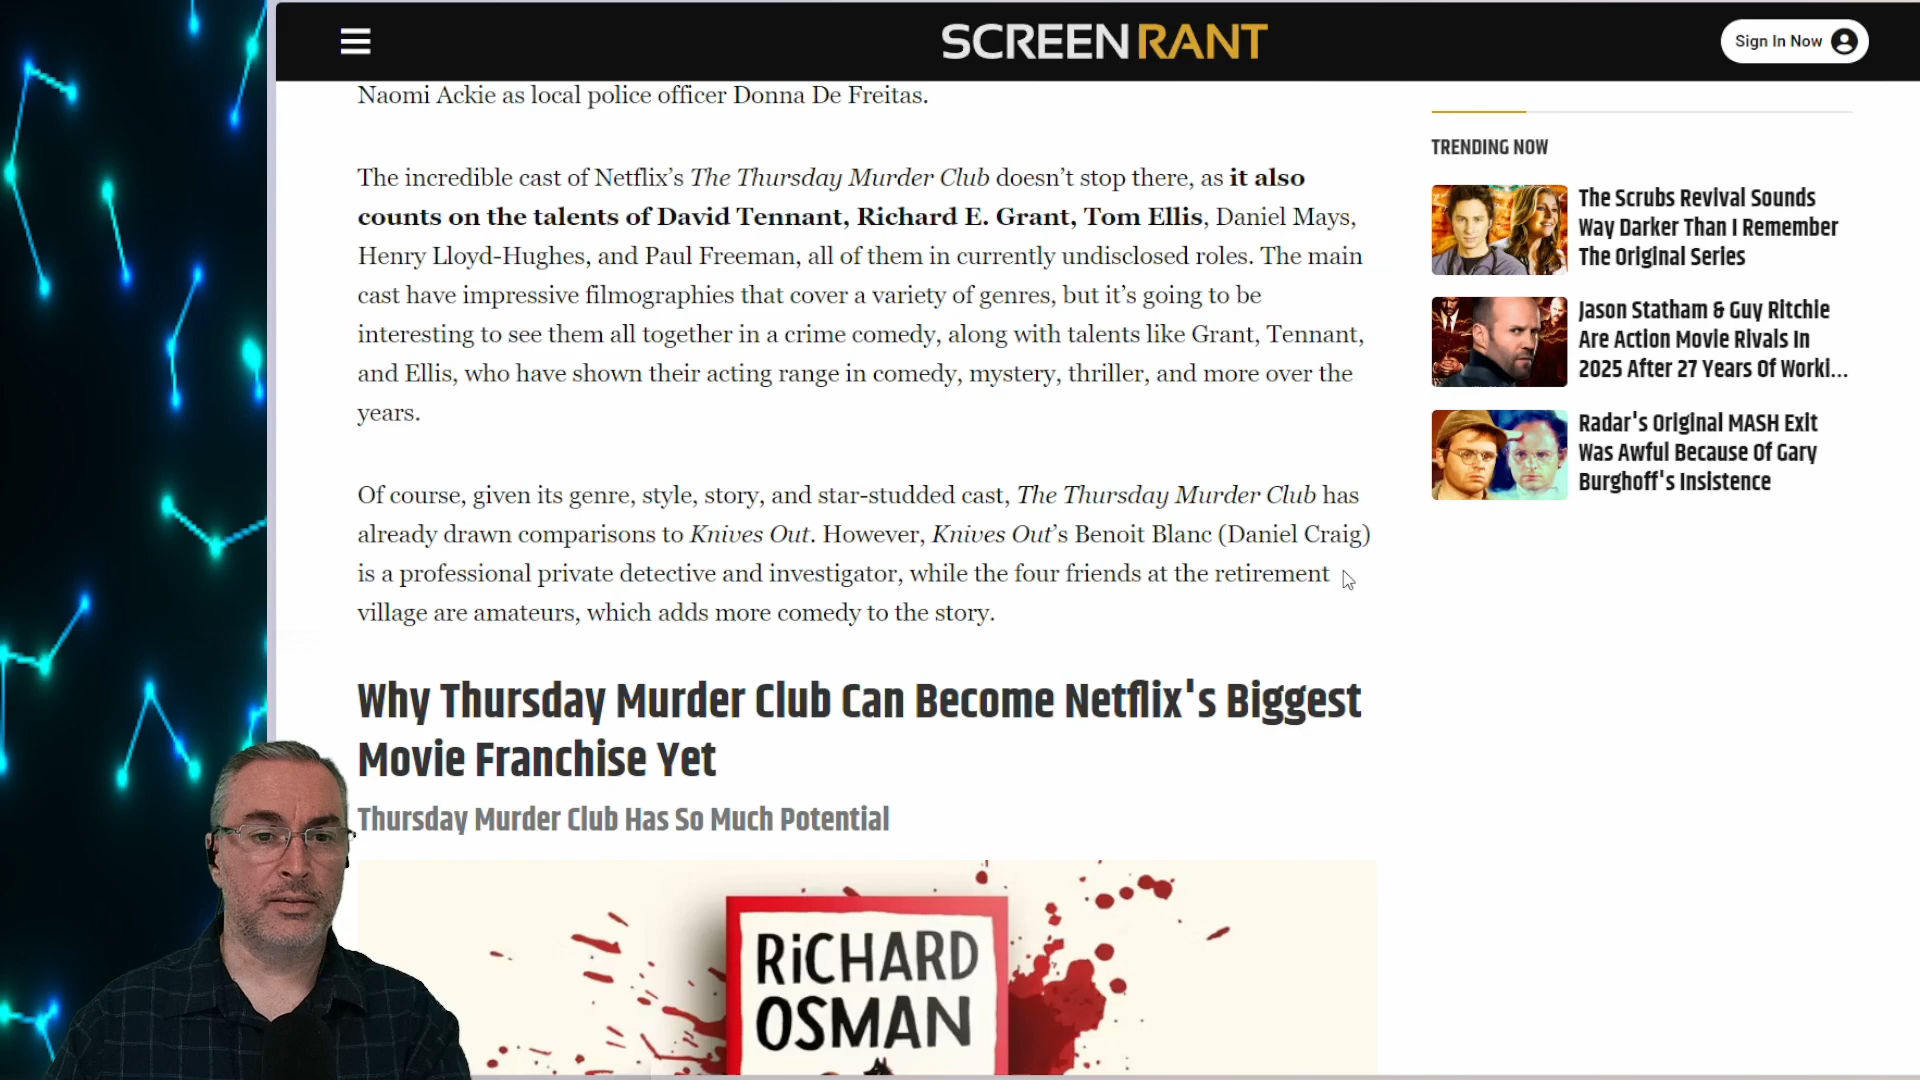 SCREENRANT
Sign In Now
Naomi Ackie as local police officer Donna De Freitas.
The incredible cast of Netflix’s The Thursday Murder Club doesn’t stop there, as it also
counts on the talents of David Tennant, Richard E. Grant, Tom Ellis, Daniel Mays,
Henry Lloyd-Hughes, and Paul Freeman, all of them in currently undisclosed roles. The main
cast have impressive filmographies that cover a variety of genres, but it’s going to be
interesting to see them all together in a crime comedy, along with talents like Grant, Tennant,
and Ellis, who have shown their acting range in comedy, mystery, thriller, and more over the
years.
Of course, given its genre, style, story, and star-studded cast, The Thursday Murder Club has
already drawn comparisons to Knives Out. However, Knives Out’s Benoit Blanc (Daniel Craig)
is a professional private detective and investigator, while the four friends at the retirement
village are amateurs, which adds more comedy to the story.
Why Thursday Murder Club Can Become Netflix's Biggest
Movie Franchise Yet
Thursday Murder Club Has So Much Potential
RiCHARD
OSMAN
TRENDING NOW
The Scrubs Revival Sounds
Way Darker Than I Remember
The Original Series
Jason Statham & Guy Ritchie
Are Action Movie Rivals In
2025 After 27 Years Of Worki...
Radar's Original MASH Exit
Was Awful Because Of Gary
Burghoff's Insistence